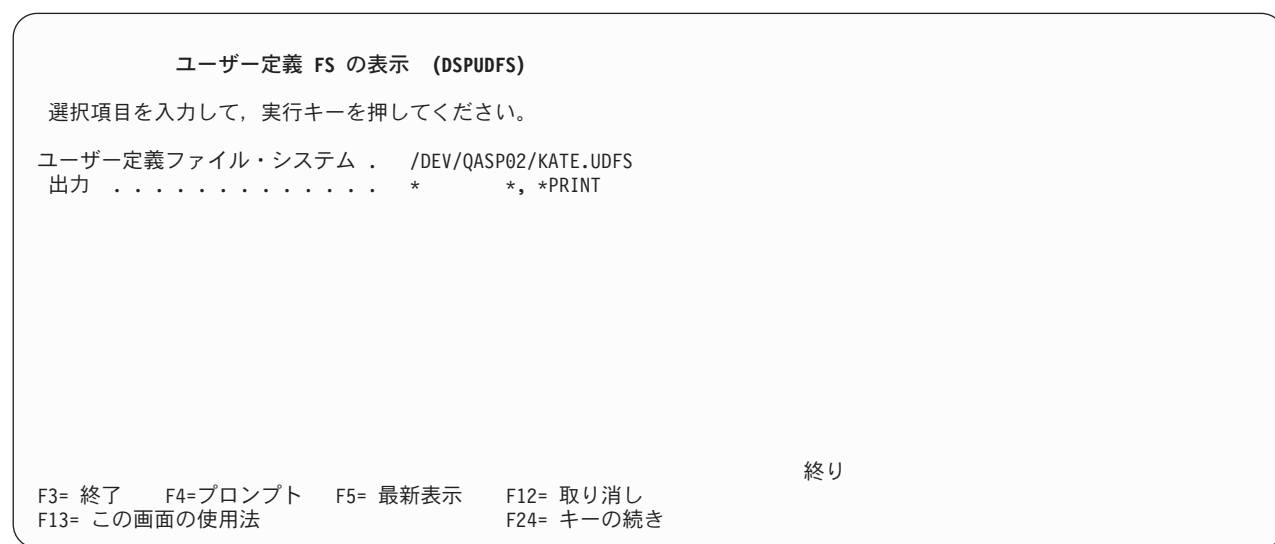 ユーザー定義 FS の表示 (DSPUDFS)
選択項目を入力して，実行キーを押してください。
ユーザー定義ファイル・システム . /DEV/QASP02/KATE.UDFS
出力 . . . . . . . . . . . . . * *, *PRINT
終り
F3= 終了 F4=プロンプト F5= 最新表示 F12= 取り消し
F13= この画面の使用法 F24= キーの続き